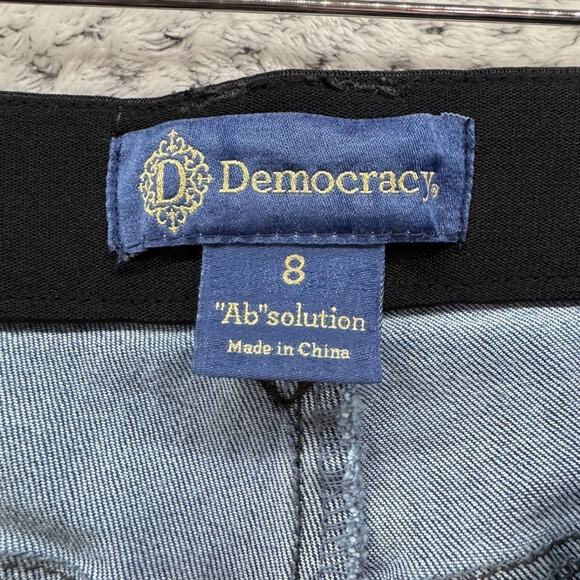 D Democracy®
8
"Ab"solution
Made in China